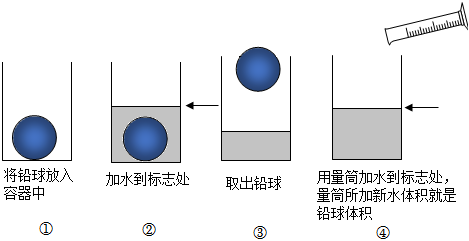 将铅球放入
容器中
①
加水到标志处
②
取出铅球
③
用量筒加水到标志处，
量筒所加新水体积就是
铅球体积
④